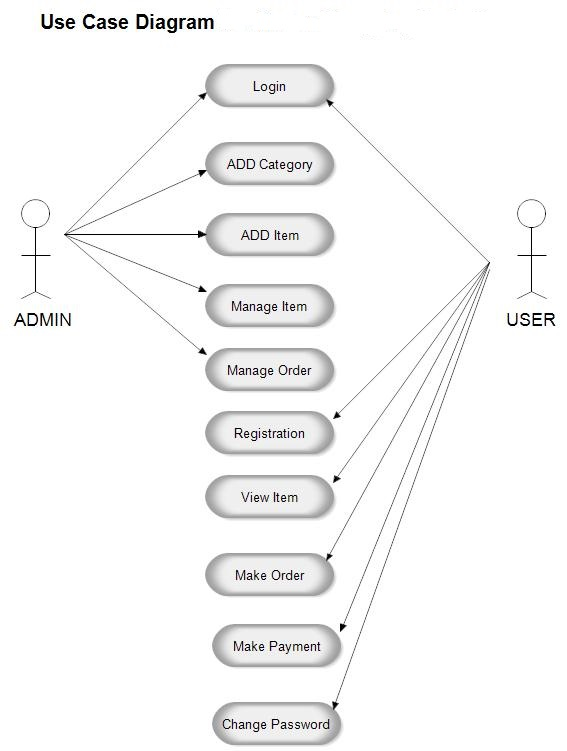 Use Case Diagram
Login
ADD Category
ADD Item
Manage Item
Manage Order
Registration
View Item
Make Order
Make Payment
Change Password
ADMIN
USER